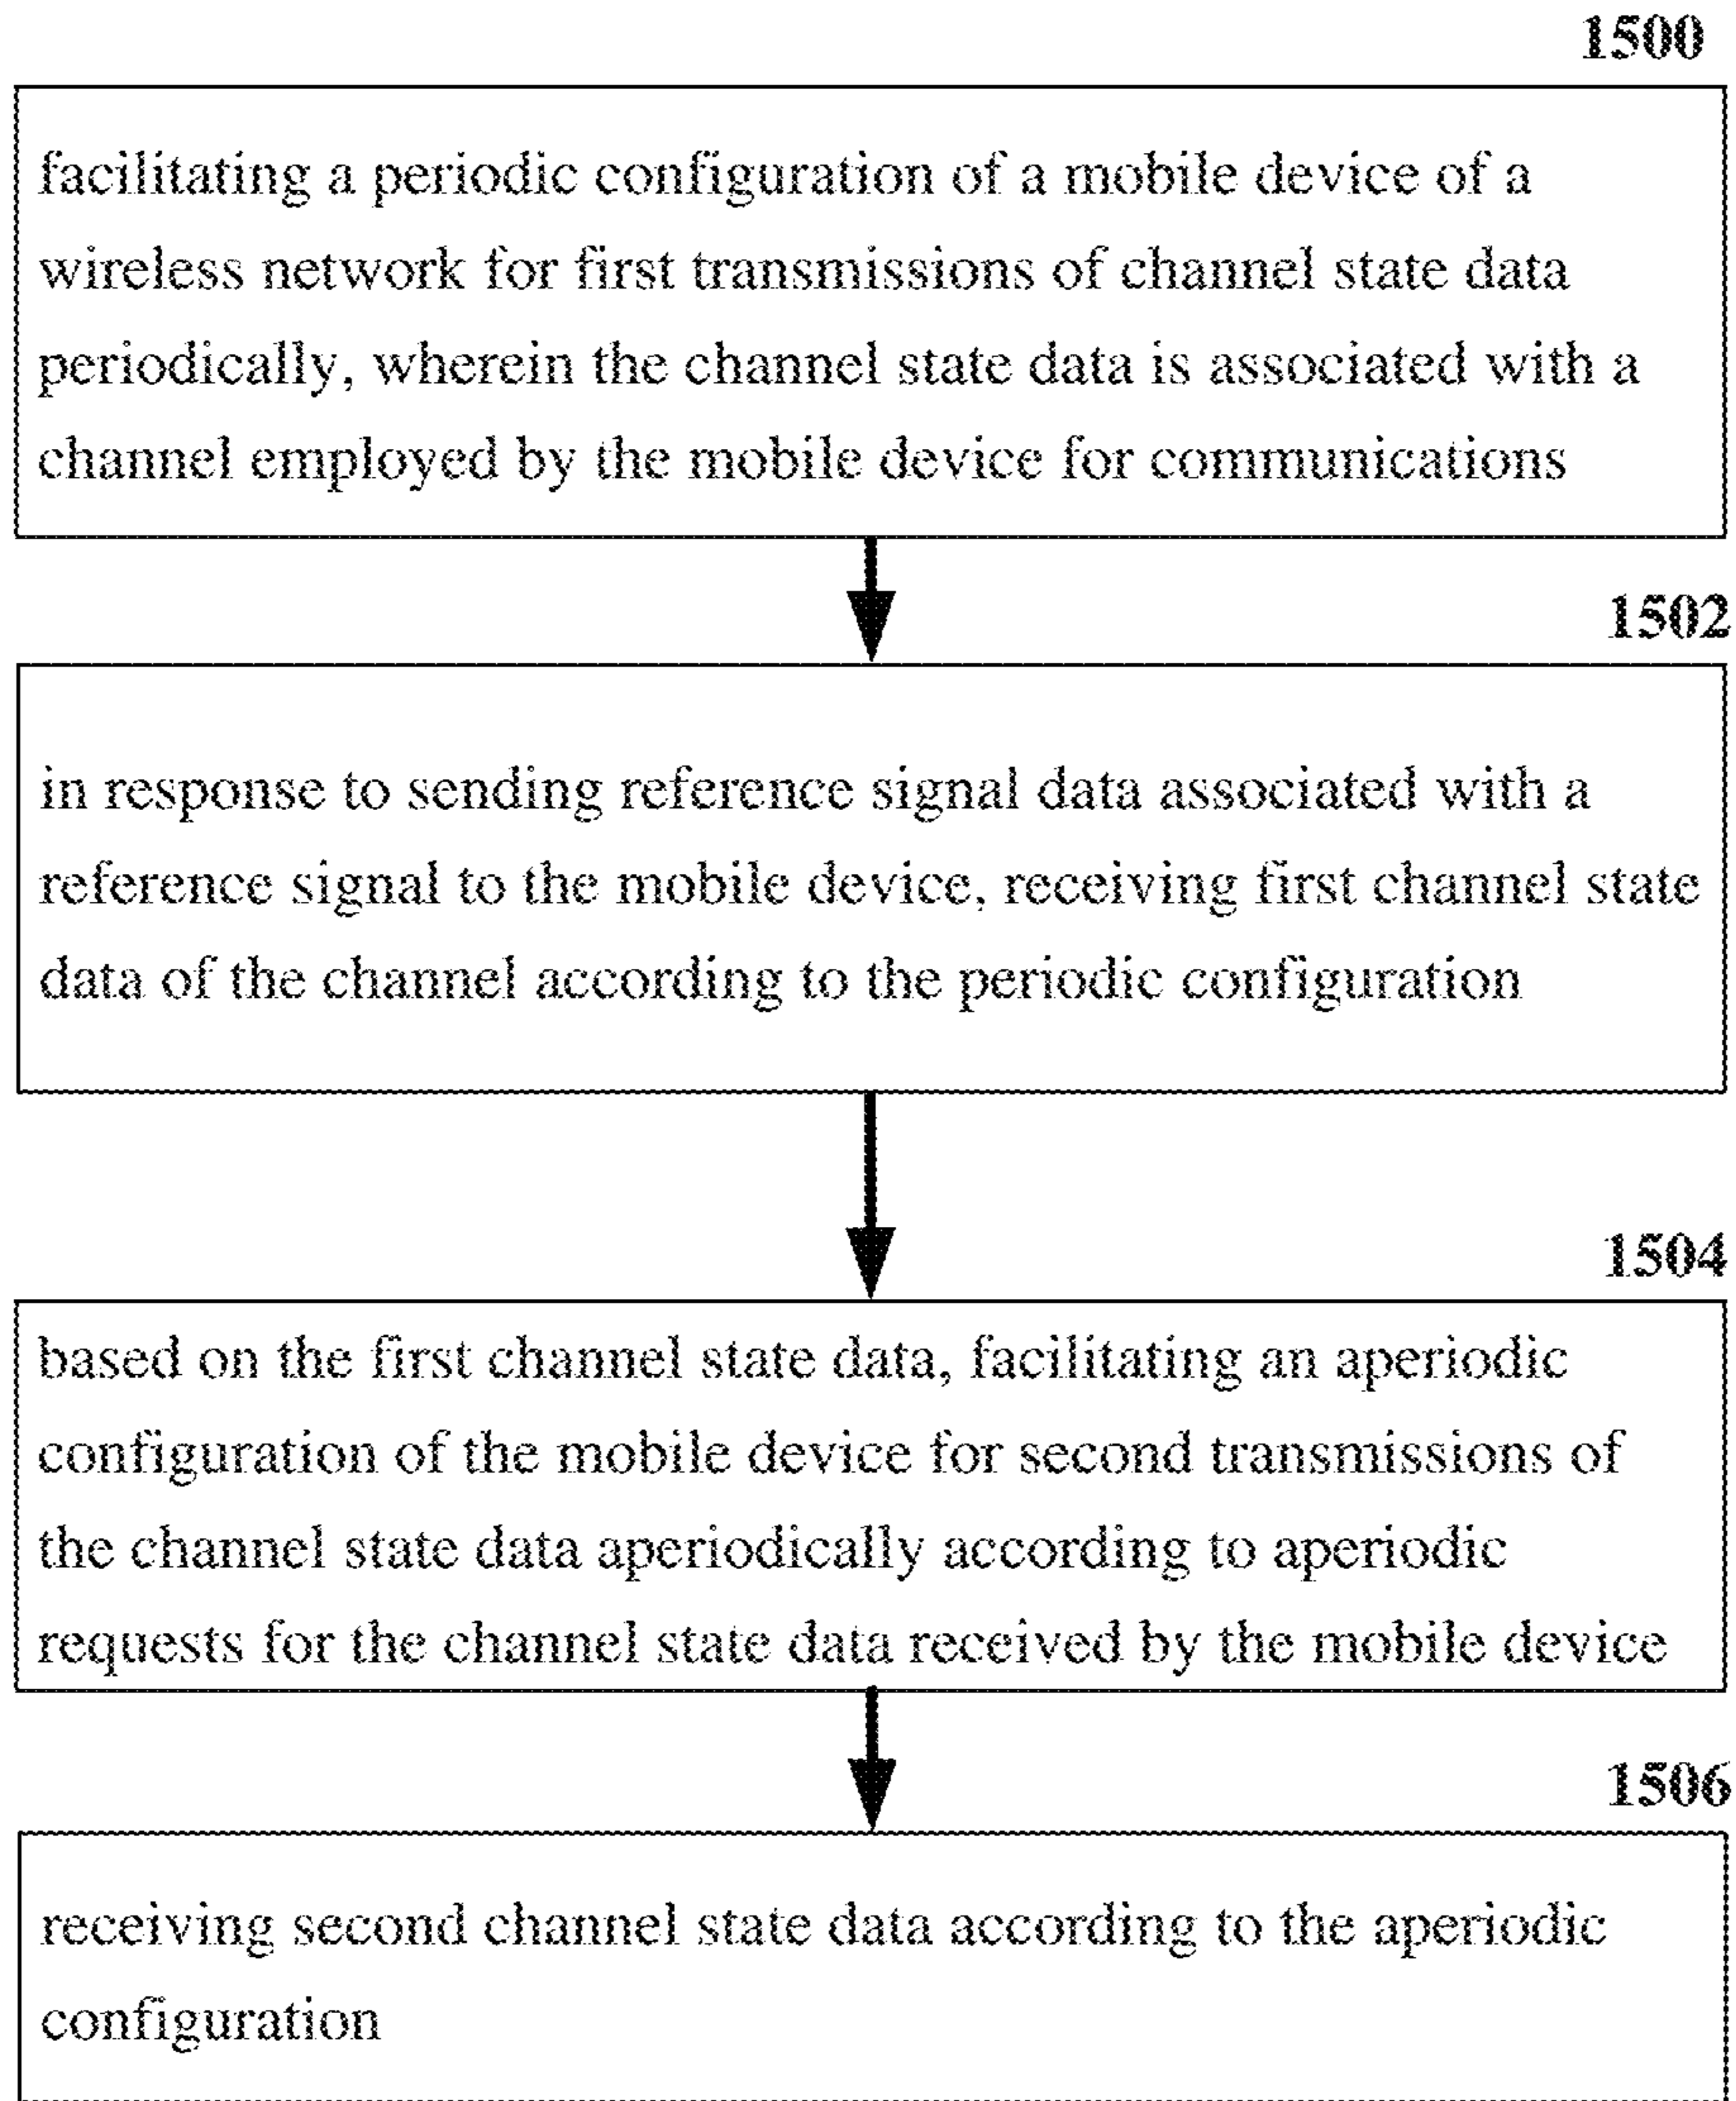 1500
facilitating a periodic configuration of a mobile device of a
wireless network for first transmissions of channel state data
periodically, wherein the channel state data is associated with a
channel employed by the mobile device for communications
1502
in response to sending reference signal data associated with a
reference signal to the mobile device, receiving first channel state
data of the channel according to the periodic configuration
1504
based on the first channel state data, facilitating an aperiodic
configuration of the mobile device for second transmissions of
the channel state data aperiodically according to aperiodic
requests for the channel state data received by the mobile device
1506
receiving second channel state data according to the aperiodic
configuration